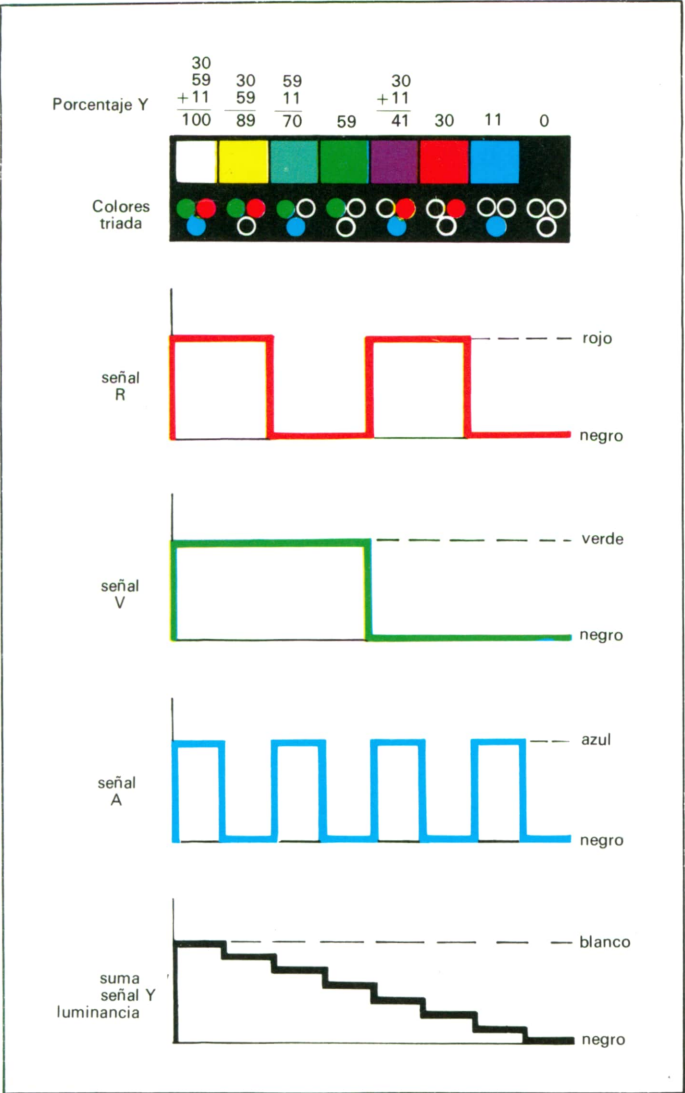 30
59 30 59 30
Porcentaje Y +11 59 11 +11
100 89 70 59 41 30 11 0
Colores
triada
rojo
señal
R
negro
verde
señal
V
negro
azul
señal
A
negro
blanco
suma
señal Y
luminancia
negro